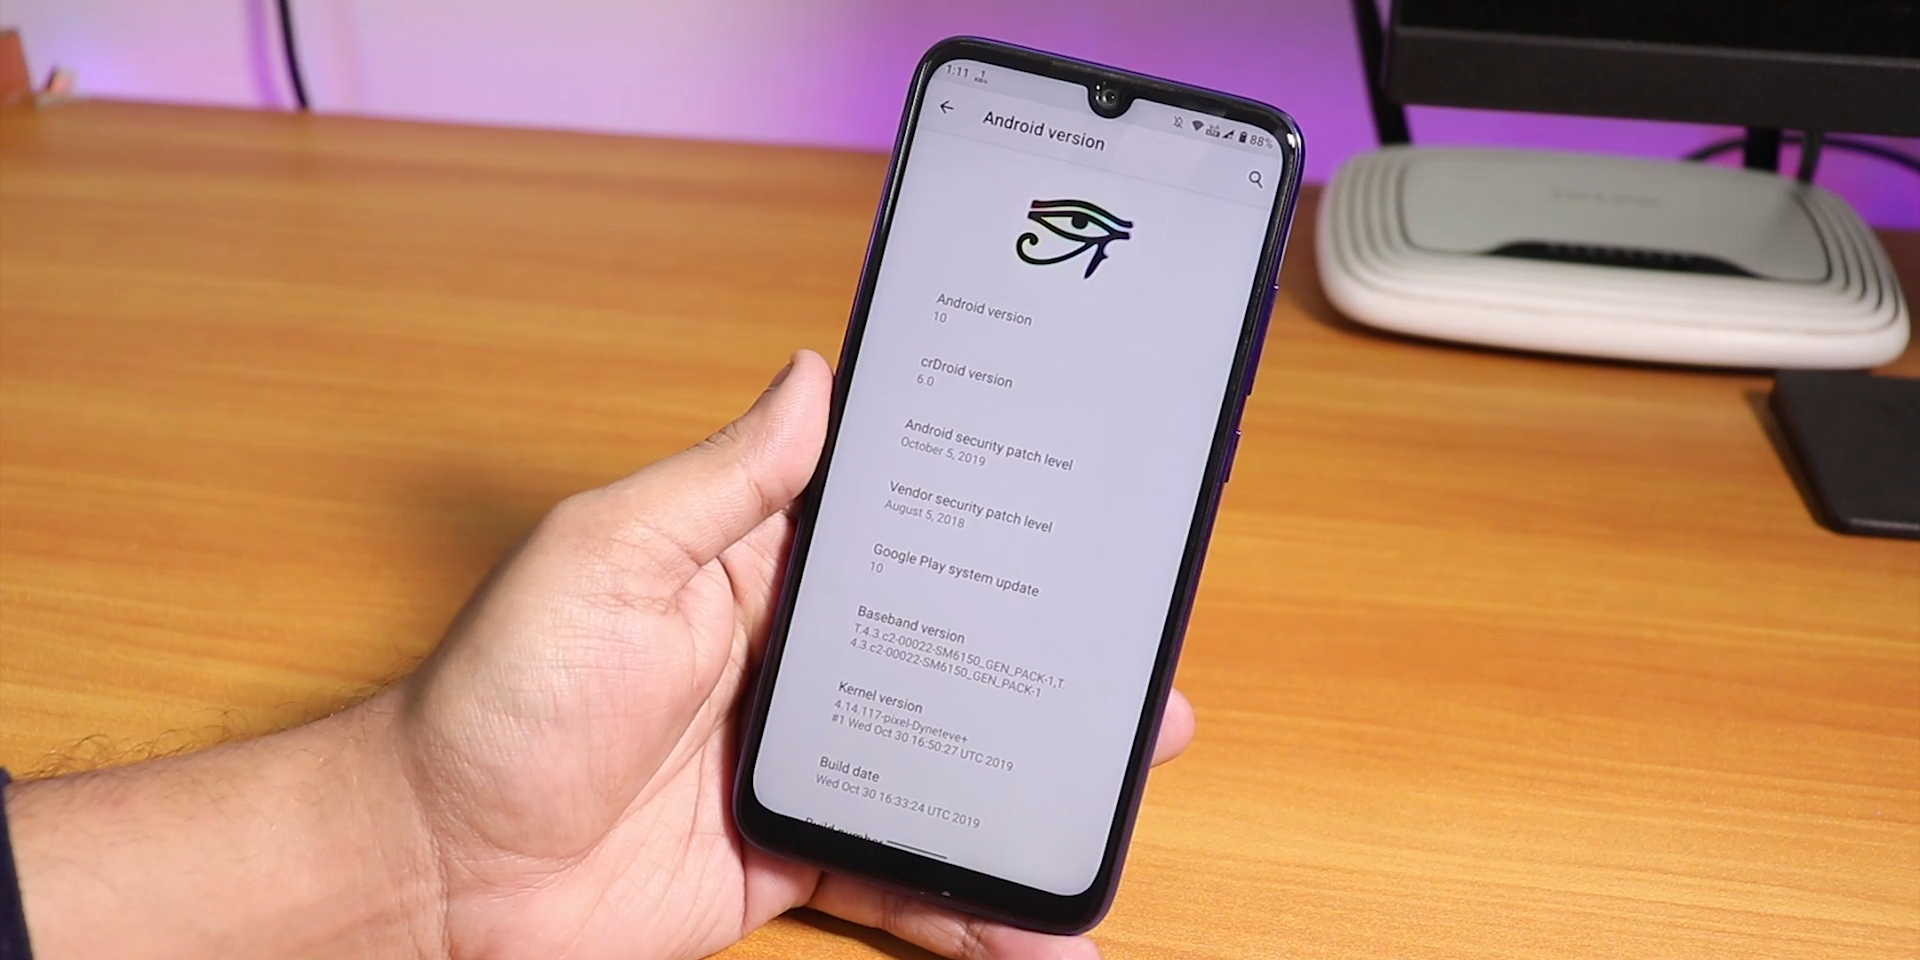 1:11 1
88%
Android version
Android version
10
crDroid version
6.0
Android security patch level
October 5, 2019
Vendor security patch level
August 5, 2018
Google Play system update
10
Baseband version
T.4.3.c2-00022-SM6150_GEN_PACK-1,T.
4.3.c2-00022-SM6150_GEN_PACK-1
Kernel version
4.14.117-pixel-Dyneteve+
#1 Wed Oct 30 16:50:27 UTC 2019
Build date
Wed Oct 30 16:33:24 UTC 2019
Build number